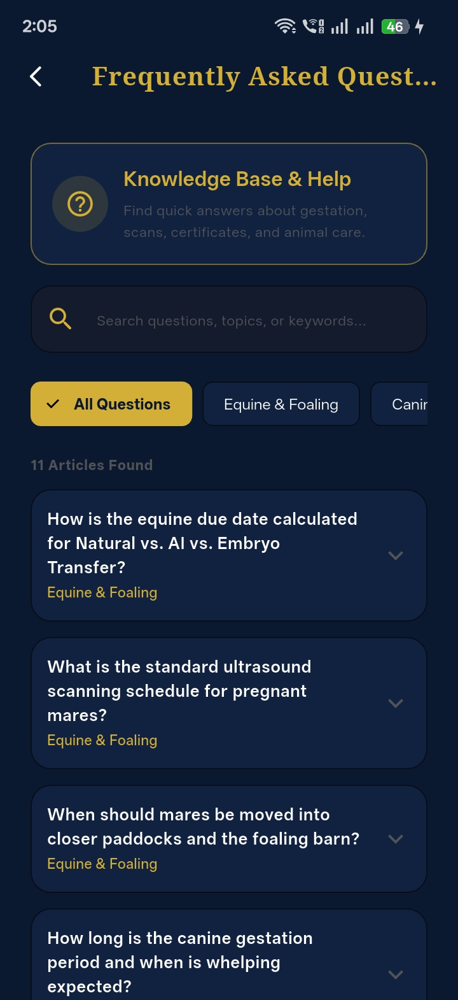 2:05
46
Frequently Asked Quest...
Knowledge Base & Help
Find quick answers about gestation,
scans, certificates, and animal care.
Search questions, topics, or keywords...
All Questions
Equine & Foaling
Canin
11 Articles Found
How is the equine due date calculated
for Natural vs. AI vs. Embryo
Transfer?
Equine & Foaling
What is the standard ultrasound
scanning schedule for pregnant
mares?
Equine & Foaling
When should mares be moved into
closer paddocks and the foaling barn?
Equine & Foaling
How long is the canine gestation
period and when is whelping
expected?